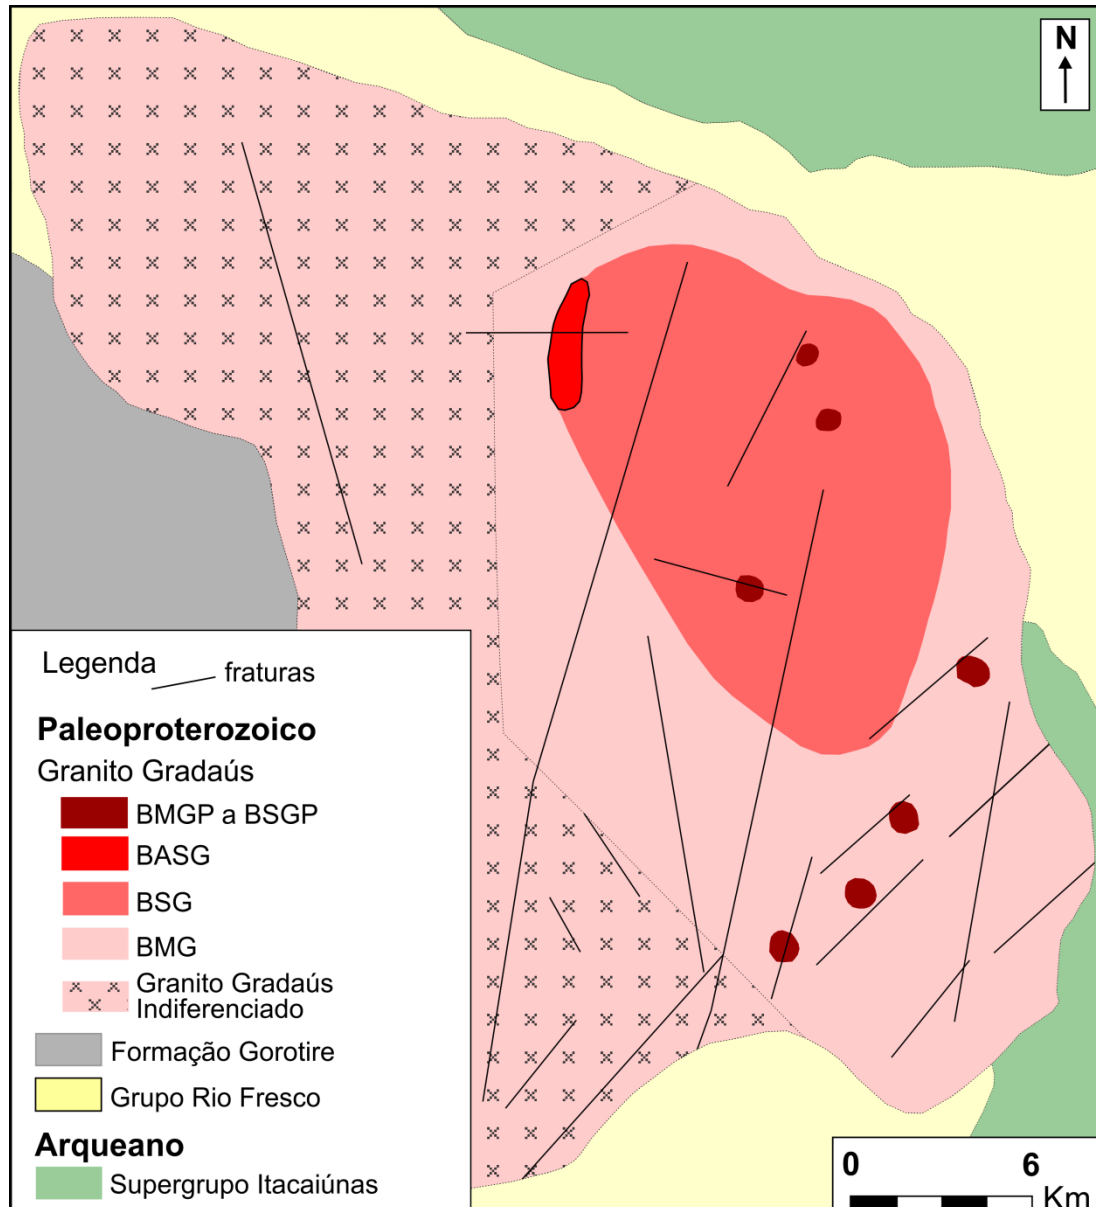 N
Legenda
fraturas
Paleoproterozoico
Granito Gradaús
BMGP a BSGP
BASG
BSG
BMG
Granito Gradaús
Indiferenciado
Formação Gorotire
Grupo Rio Fresco
Arqueano
Supergrupo Itacaiúnas
0 6
Km